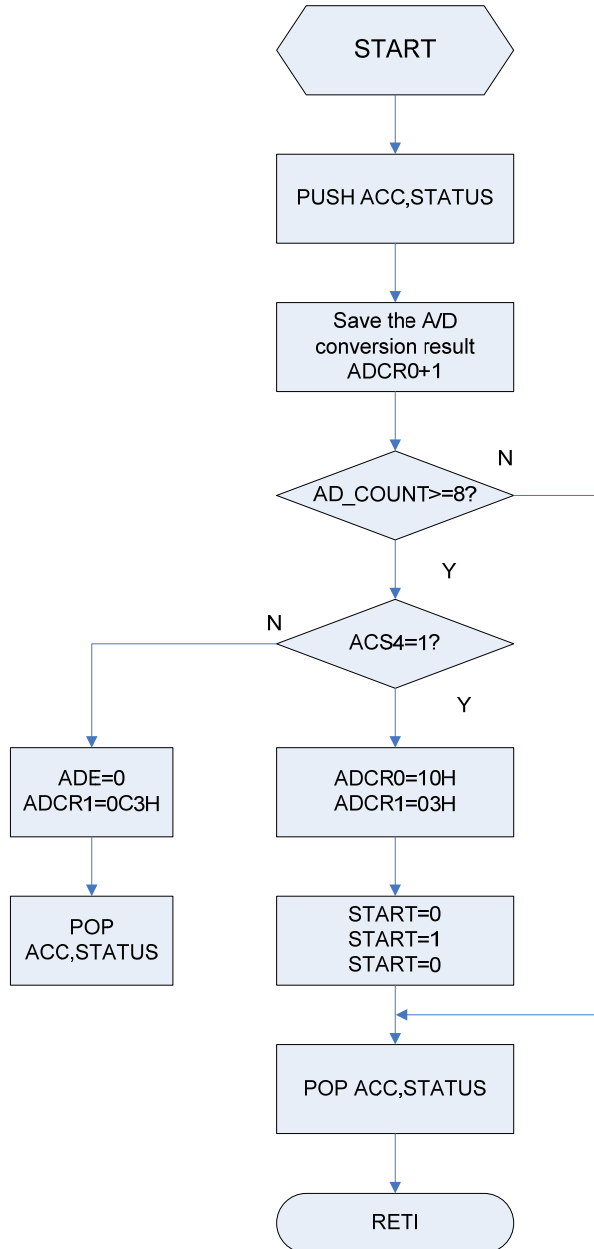 START
PUSH ACC,STATUS
Save the A/D
conversion result
ADCR0+1
AD_COUNT>=8?
N
Y
ACS4=1?
N
Y
ADE=0
ADCR1=0C3H
ADCR0=10H
ADCR1=03H
POP
ACC,STATUS
START=0
START=1
START=0
POP ACC,STATUS
RETI